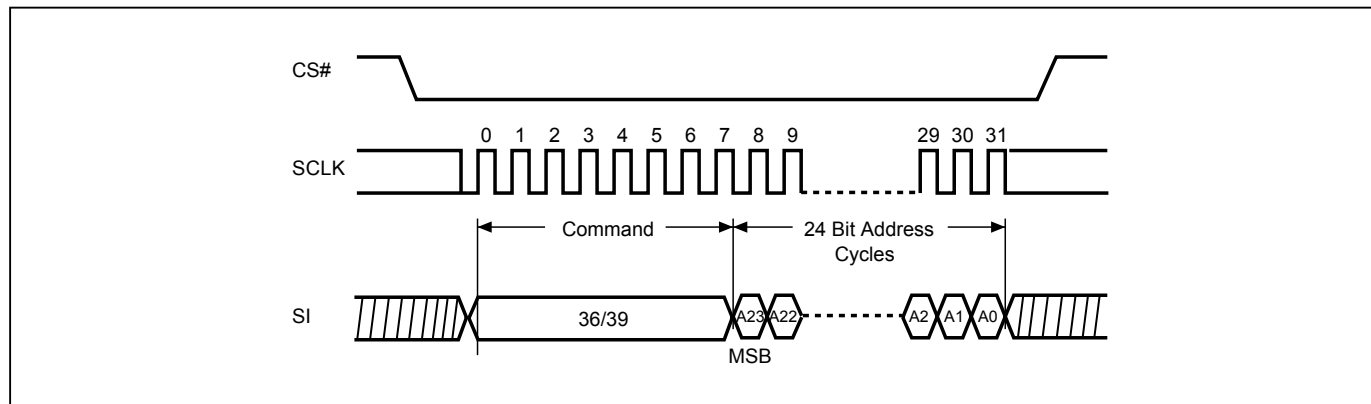 CS#
0 1 2 3 4 5 6 7 8 9 29 30 31
SCLK
Command
24 Bit Address
Cycles
SI
36/39
A23 A22 A2 A1 A0
MSB